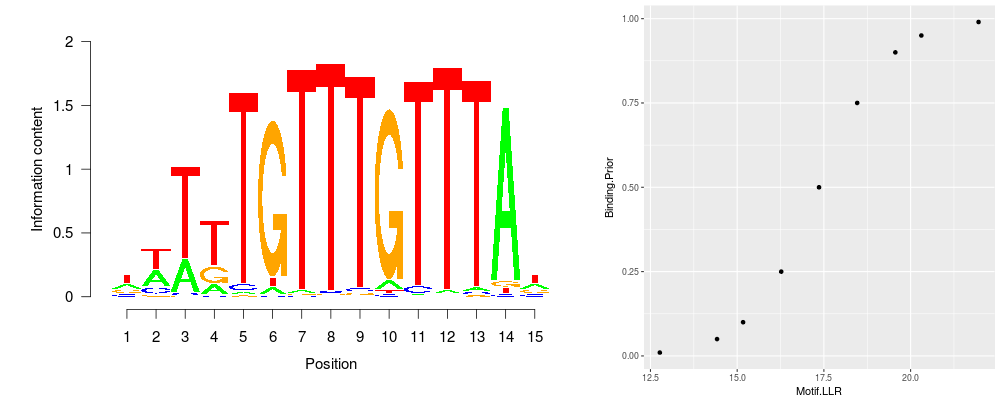 Information content
2
1.5
1
0.5
0
T T T T T G T T T G T T T A
1 2 3 4 5 6 7 8 9 10 11 12 13 14 15
Position
Binding.Prior
1.00
0.75
0.50
0.25
0.00
12.5 15.0 17.5 20.0
Motif.LLR